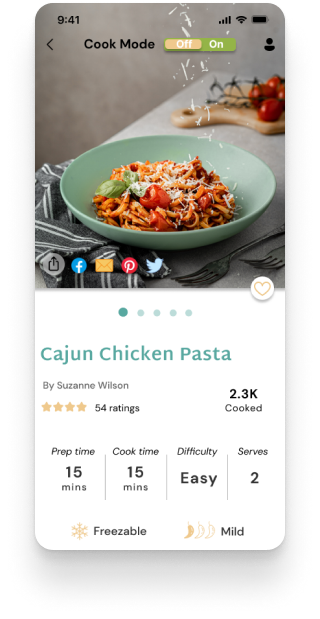 9:41
Cook Mode Off On
Cajun Chicken Pasta
By Suzanne Wilson
54 ratings
2.3K
Cooked
Prep time Cook time Difficulty Serves
15 15 Easy 2
mins mins
Freezable Mild